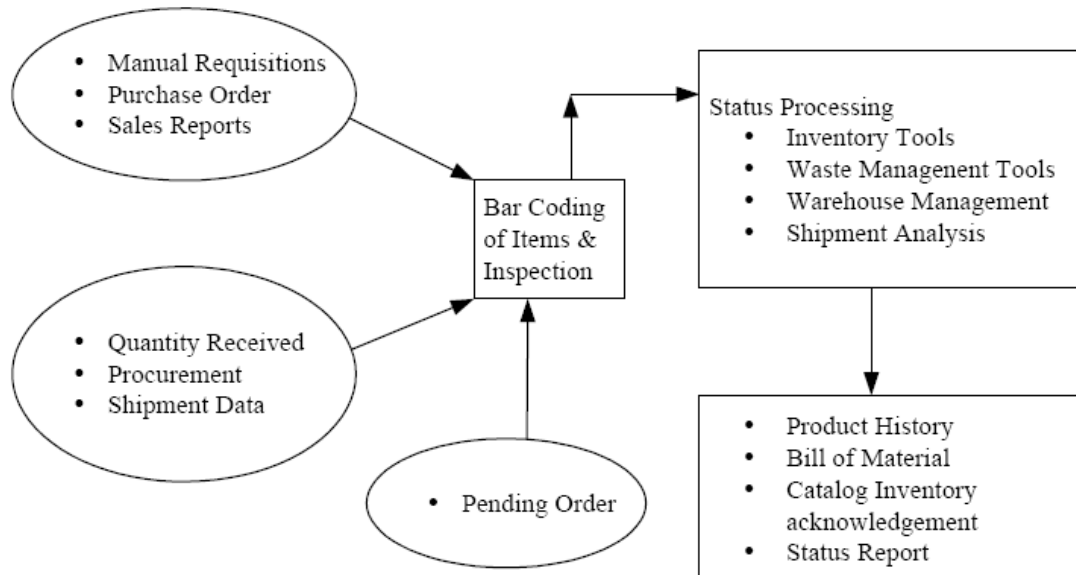 • Manual Requisitions
• Purchase Order
• Sales Reports
Bar Coding
of Items &
Inspection
Status Processing
• Inventory Tools
• Waste Managenent Tools
• Warehouse Management
• Shipment Analysis
• Quantity Received
• Procurement
• Shipment Data
• Pending Order
• Product History
• Bill of Material
• Catalog Inventory
acknowledgement
• Status Report